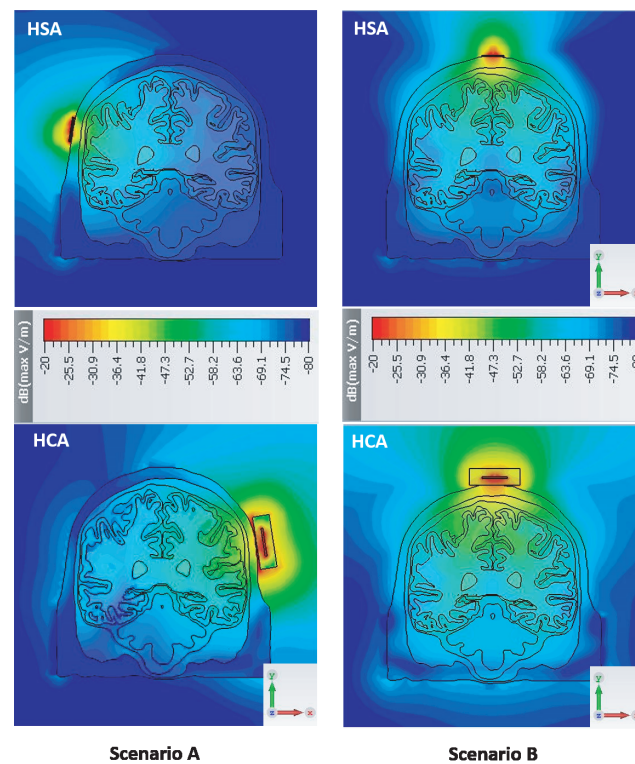 HSA
HSA
Y
Z
dB(max V/m)
-20
-25.5
-30.9
-36.4
-41.8
-47.3
-52.7
-58.2
-63.6
-69.1
-74.5
-80
dB(max V/m)
-20
-25.5
-30.9
-36.4
-41.8
-47.3
-52.7
-58.2
-63.6
-69.1
-74.5
HCA
HCA
Y
Z
X
Y
Z
Scenario A
Scenario B